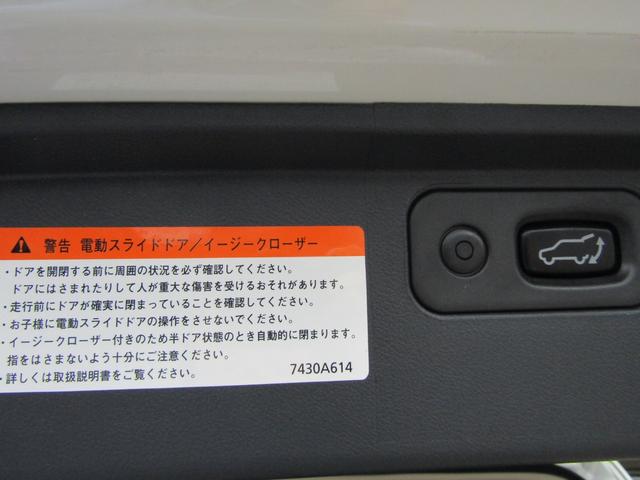 警告 電動スライドドア／イージークローザー
・ドアを開閉する前に周囲の状況を必ず確認してください。
ドアにはさまれたりして人が重大な傷害を受けるおそれがあります。
・走行前にドアが確実に閉まっていることを確認してください。
・お子様に電動スライドドアの操作をさせないでください。
・イージークローザー付きのため半ドア状態のとき自動的に閉まります。
指をはさまないよう十分にご注意ください。
・詳しくは取扱説明書をご覧ください。
7430A614